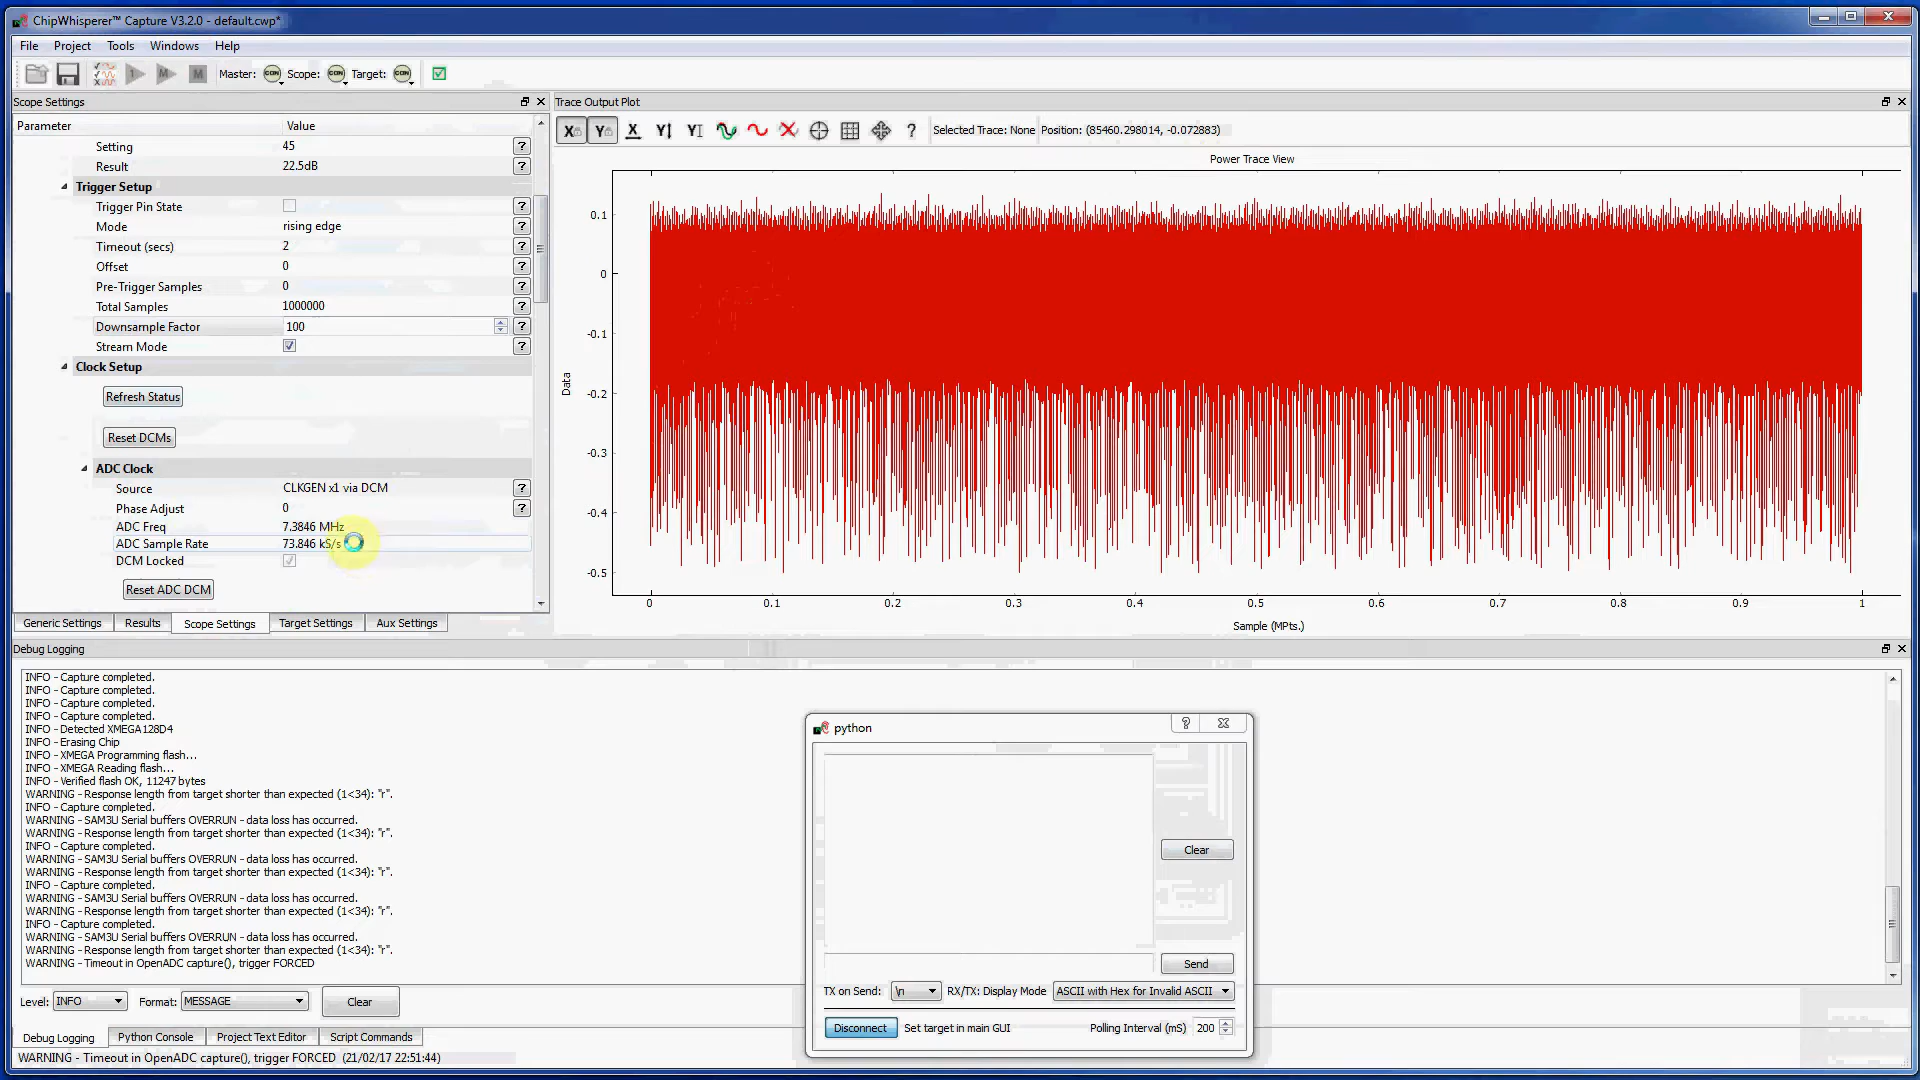 ChipWhisperer™ Capture V3.2.0 - default.cwp*
File Project Tools Windows Help
Master: CON Scope: CON Target: CON
Scope Settings
Parameter Value
Setting 45 ?
Result 22.5dB ?
Trigger Setup
Trigger Pin State ?
Mode rising edge ?
Timeout (secs) 2 ?
Offset 0 ?
Pre-Trigger Samples 0 ?
Total Samples 1000000 ?
Downsample Factor 100 ?
Stream Mode ?
Clock Setup
Refresh Status
Reset DCMs
ADC Clock
Source CLKGEN x1 via DCM ?
Phase Adjust 0 ?
ADC Freq 7.3846 MHz
ADC Sample Rate 73.846 kS/s
DCM Locked
Reset ADC DCM
Generic Settings Results Scope Settings Target Settings Aux Settings
Trace Output Plot
X Y X Y Y ? Selected Trace: None Position: (85460.298014, -0.072883)
Power Trace View
0.1
0
-0.1
-0.2
-0.3
-0.4
-0.5
Data
0 0.1 0.2 0.3 0.4 0.5 0.6 0.7 0.8 0.9 1
Sample (MPts.)
Debug Logging
INFO - Capture completed.
INFO - Capture completed.
INFO - Capture completed.
INFO - Capture completed.
INFO - Detected XMEGA128D4
INFO - Erasing Chip
INFO - XMEGA Programming flash...
INFO - XMEGA Reading flash...
INFO - Verified flash OK, 11247 bytes
WARNING - Response length from target shorter than expected (1<34): "r".
INFO - Capture completed.
WARNING - SAM3U Serial buffers OVERRUN - data loss has occurred.
WARNING - Response length from target shorter than expected (1<34): "r".
INFO - Capture completed.
WARNING - SAM3U Serial buffers OVERRUN - data loss has occurred.
WARNING - Response length from target shorter than expected (1<34): "r".
INFO - Capture completed.
WARNING - SAM3U Serial buffers OVERRUN - data loss has occurred.
WARNING - Response length from target shorter than expected (1<34): "r".
INFO - Capture completed.
WARNING - SAM3U Serial buffers OVERRUN - data loss has occurred.
WARNING - Response length from target shorter than expected (1<34): "r".
WARNING - Timeout in OpenADC capture(), trigger FORCED
Level: INFO Format: MESSAGE Clear
Debug Logging Python Console Project Text Editor Script Commands
WARNING - Timeout in OpenADC capture(), trigger FORCED (21/02/17 22:51:44)
python
Clear
Send
TX on Send: \n RX/TX: Display Mode ASCII with Hex for Invalid ASCII
Disconnect Set target in main GUI Polling Interval (mS) 200